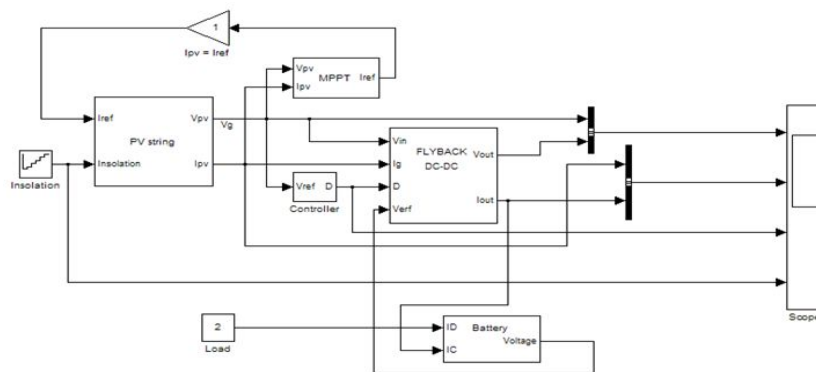 1
Ipv = Iref
Vpv
Ipv
MPPT
Iref
Iref
Insolation
PV string
Vpv
Ipv
Vg
Insolation
Vin
Ig
D
Verf
FLYBACK
DC-DC
Vout
Iout
Vref
D
Controller
Scope
2
Load
ID
IC
Battery
Voltage